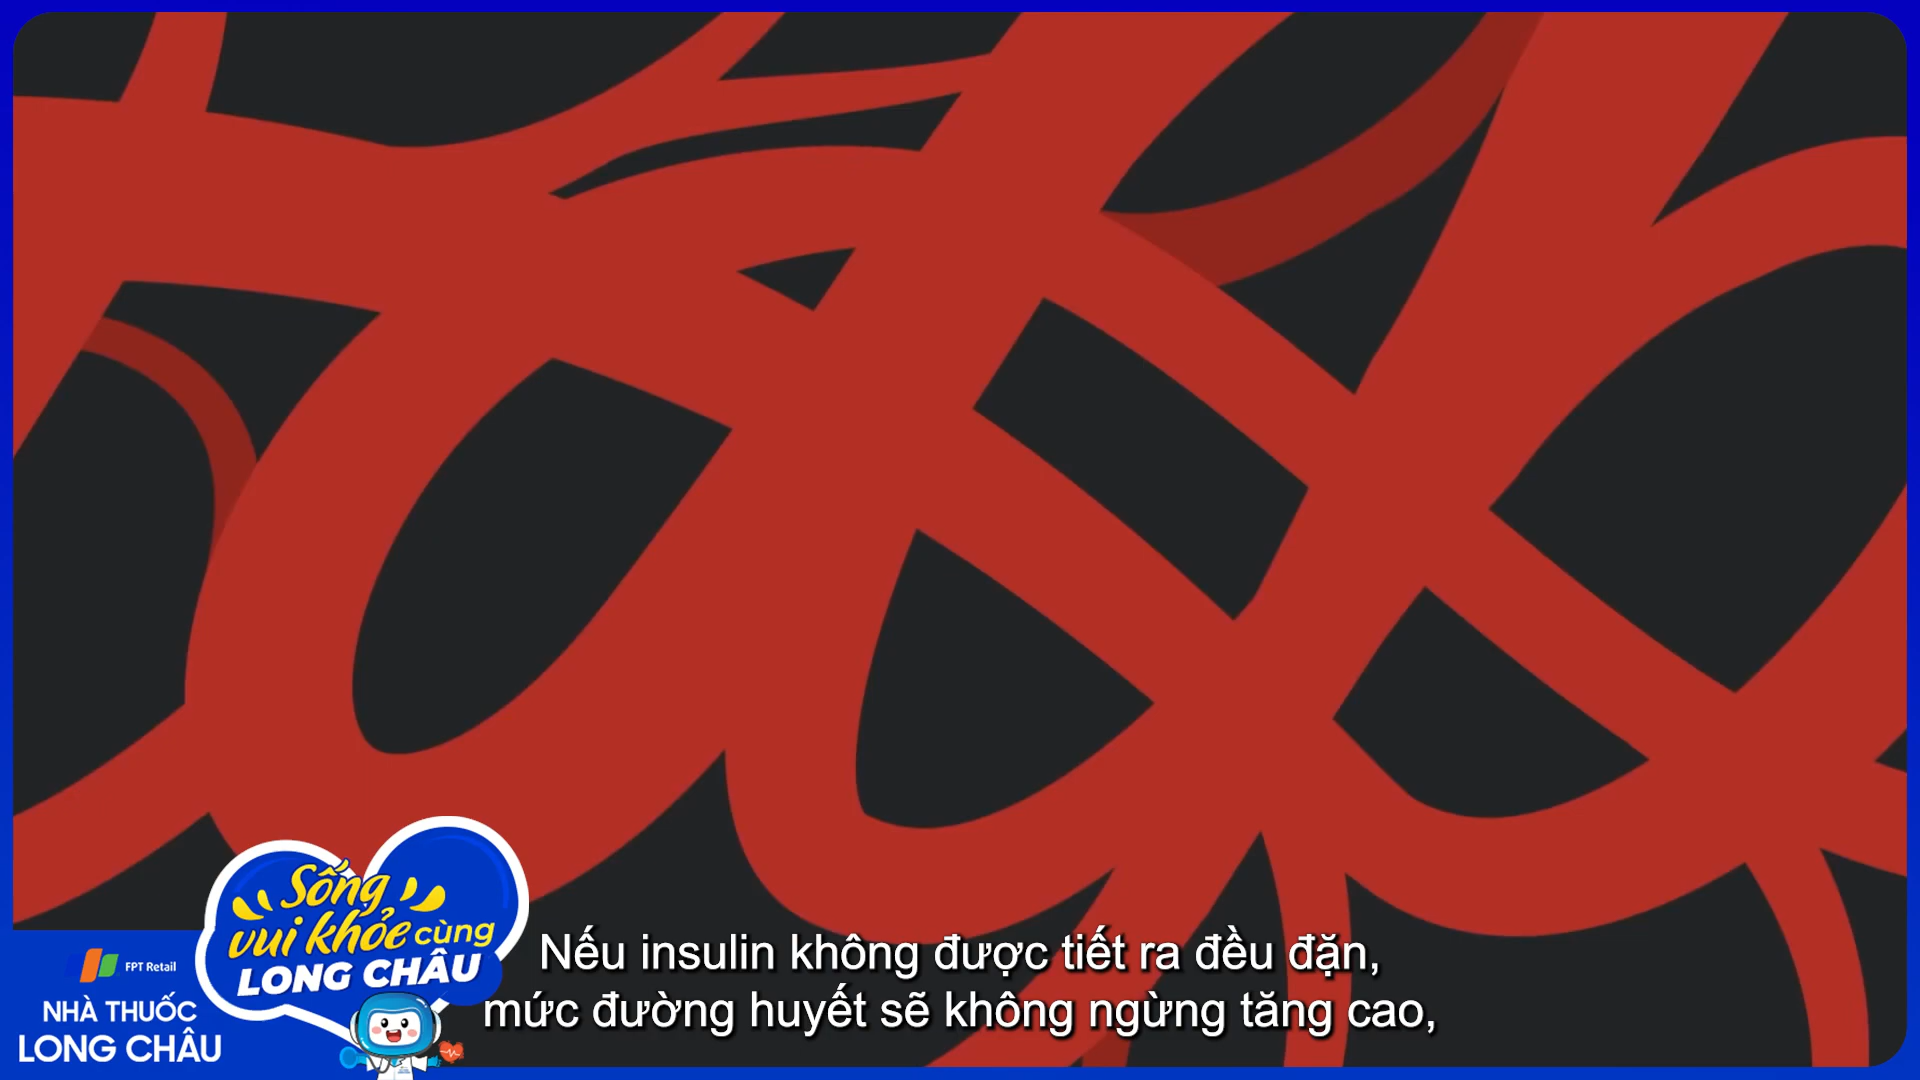 Sống
vui khỏe cùng
LONG CHÂU
FPT Retail
NHÀ THUỐC
LONG CHÂU
Nếu insulin không được tiết ra đều đặn,
mức đường huyết sẽ không ngừng tăng cao,